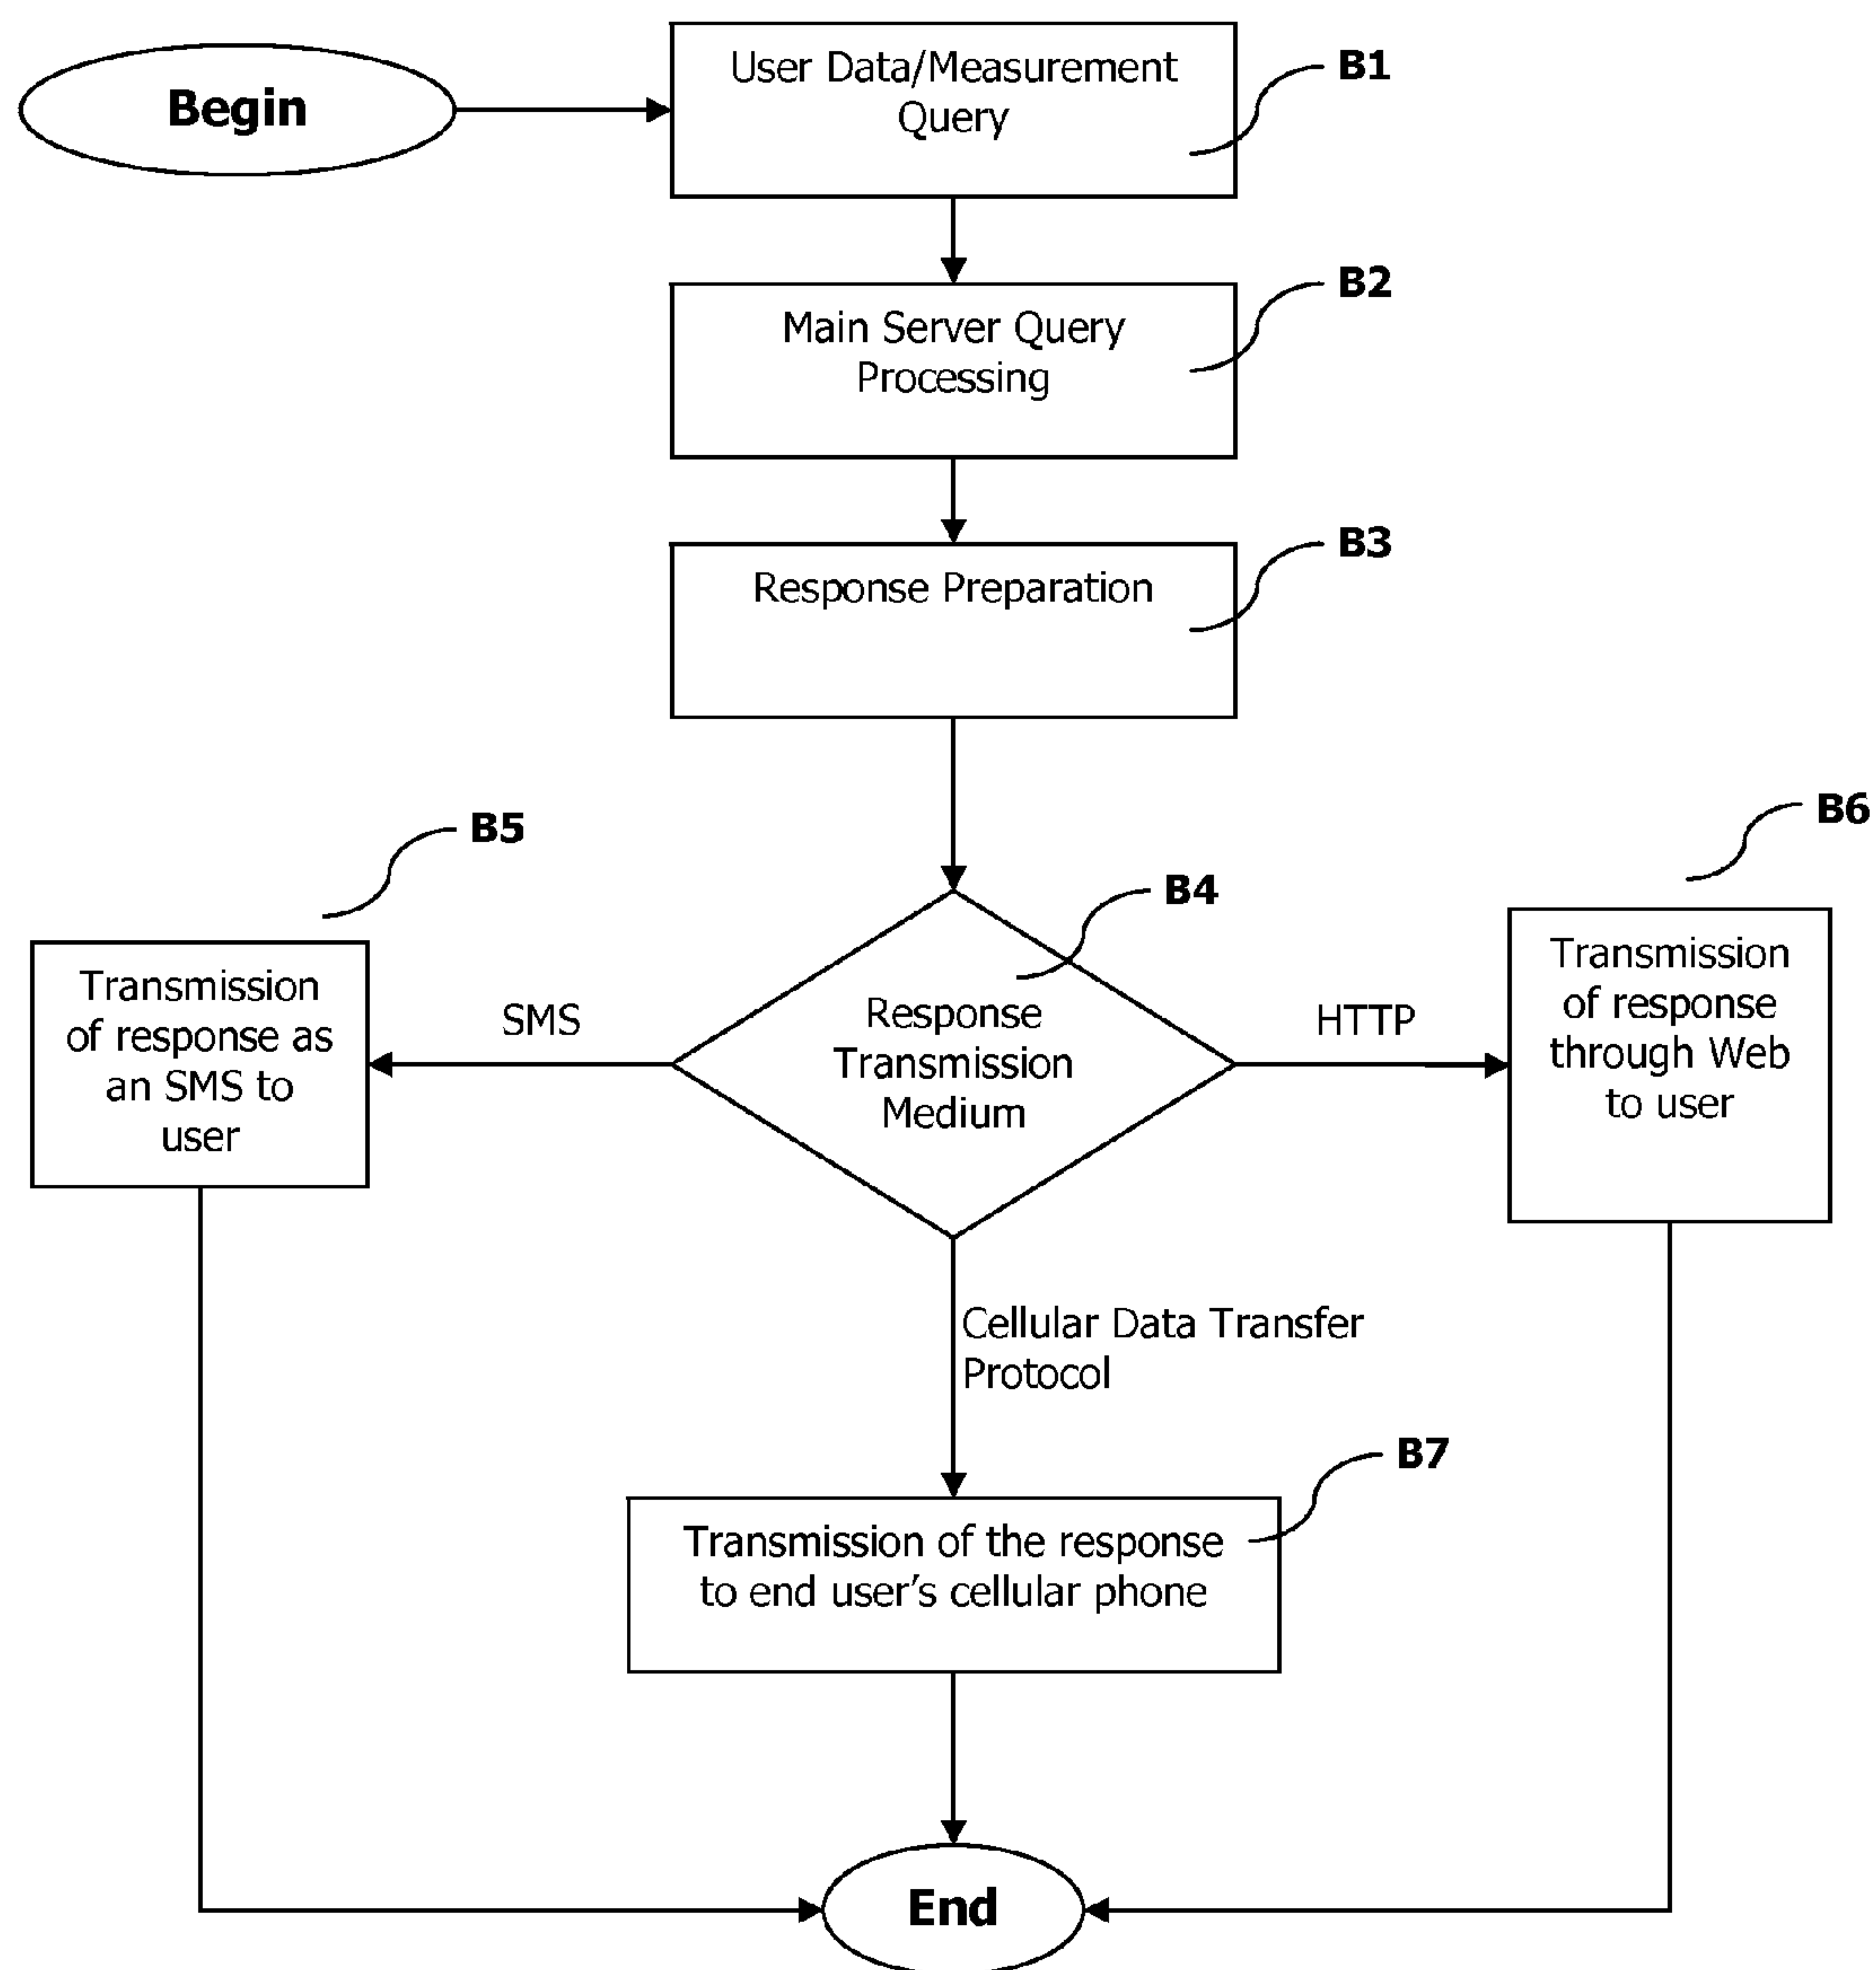 Begin
User Data/Measurement
Query
B1
Main Server Query
Processing
B2
Response Preparation
B3
B5
B6
B4
Transmission
of response as
an SMS to
user
SMS
Response
Transmission
Medium
HTTP
Transmission
of response
through Web
to user
Cellular Data Transfer
Protocol
B7
Transmission of the response
to end user's cellular phone
End